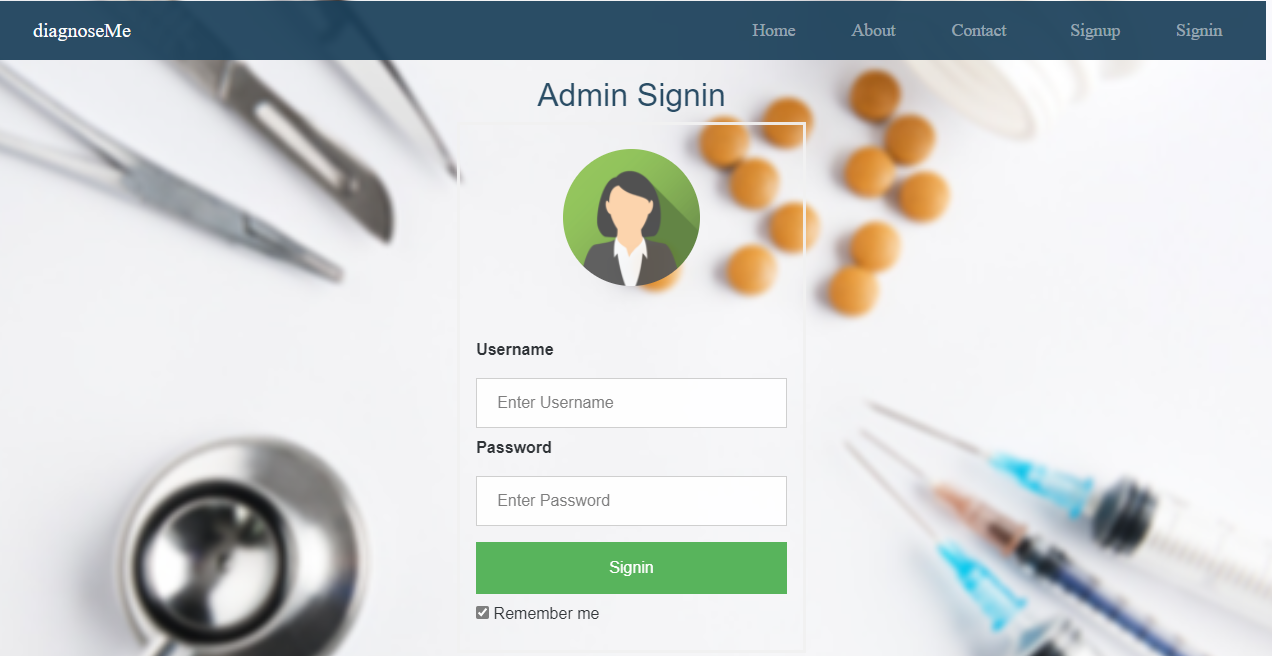 diagnoseMe Home About Contact Signup Signin
Admin Signin
Username
Enter Username
Password
Enter Password
Signin
Remember me